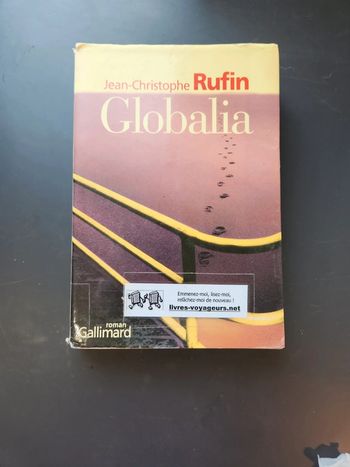 Jean-Christophe Rufin
Globalia
Emmenez-moi, lisez-moi,
relâchez-moi de nouveau !
livres-voyageurs.net
roman
Gallimard